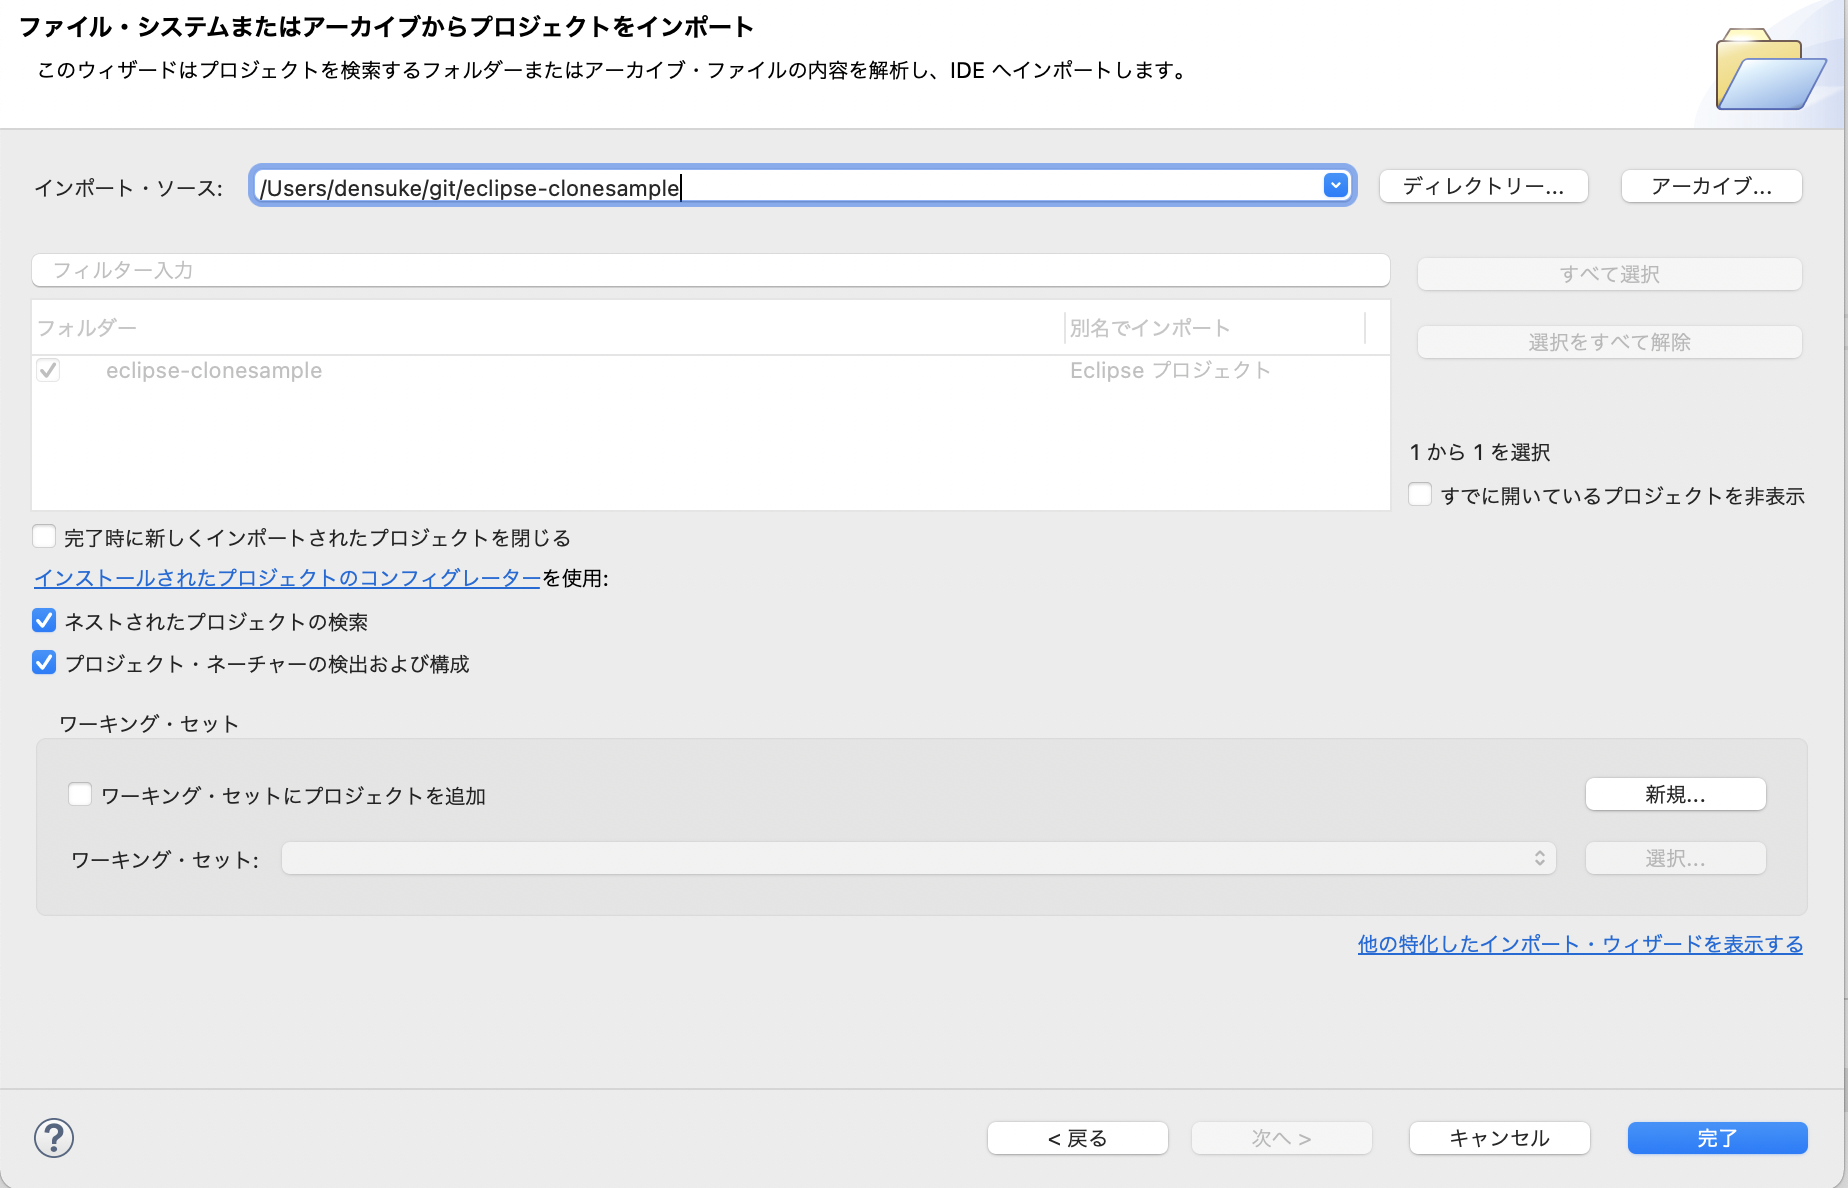 ファイル・システムまたはアーカイブからプロジェクトをインポート
このウィザードはプロジェクトを検索するフォルダーまたはアーカイブ・ファイルの内容を解析し、IDE へインポートします。
インポート・ソース: /Users/densuke/git/eclipse-clonesample ディレクトリー... アーカイブ...
フィルター入力 すべて選択
フォルダー 別名でインポート 選択をすべて解除
eclipse-clonesample Eclipse プロジェクト
1 から 1 を選択
すでに開いているプロジェクトを非表示
完了時に新しくインポートされたプロジェクトを閉じる
インストールされたプロジェクトのコンフィグレーターを使用:
ネストされたプロジェクトの検索
プロジェクト・ネーチャーの検出および構成
ワーキング・セット
ワーキング・セットにプロジェクトを追加 新規...
ワーキング・セット: 選択...
他の特化したインポート・ウィザードを表示する
? < 戻る 次へ > キャンセル 完了